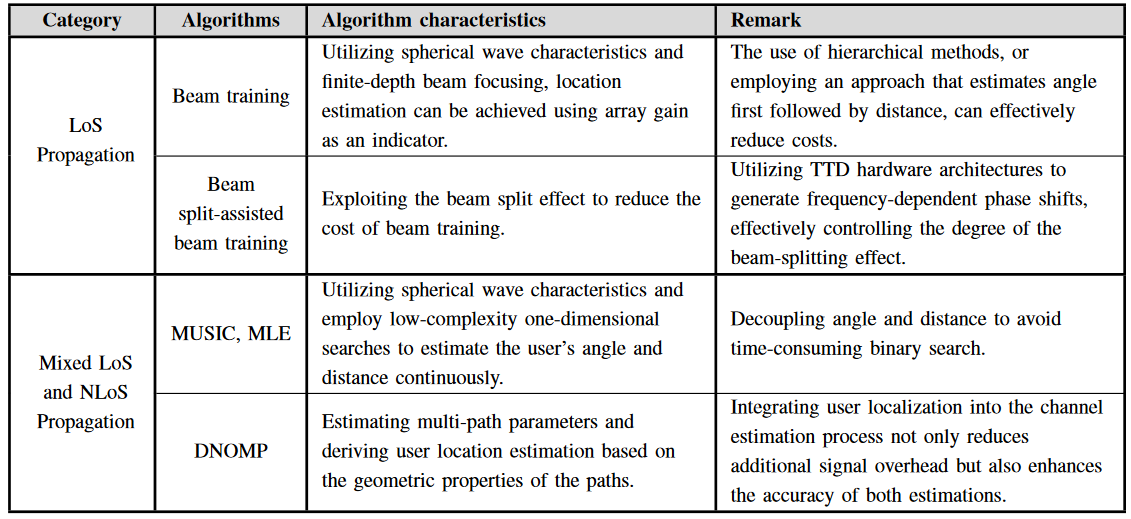 Category
Algorithms
Algorithm characteristics
Remark
LoS
Propagation
Beam training
Utilizing spherical wave characteristics and
finite-depth beam focusing, location
estimation can be achieved using array gain
as an indicator.
The use of hierarchical methods, or
employing an approach that estimates angle
first followed by distance, can effectively
reduce costs.
Beam
split-assisted
beam training
Exploiting the beam split effect to reduce the
cost of beam training.
Utilizing TTD hardware architectures to
generate frequency-dependent phase shifts,
effectively controlling the degree of the
beam-splitting effect.
Mixed LoS
and NLoS
Propagation
MUSIC, MLE
Utilizing spherical wave characteristics and
employ low-complexity one-dimensional
searches to estimate the user's angle and
distance continuously.
Decoupling angle and distance to avoid
time-consuming binary search.
DNOMP
Estimating multi-path parameters and
deriving user location estimation based on
the geometric properties of the paths.
Integrating user localization into the channel
estimation process not only reduces
additional signal overhead but also enhances
the accuracy of both estimations.